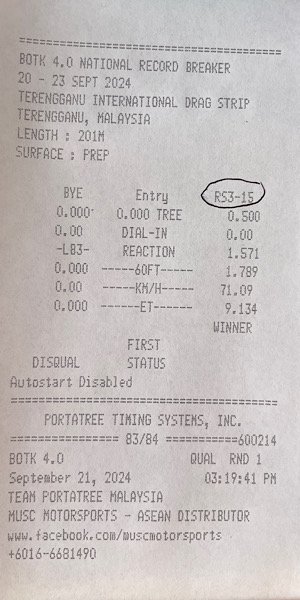 BOTK 4.0 NATIONAL RECORD BREAKER
20 - 23 SEPT 2024
TERENGGANU INTERNATIONAL DRAG STRIP
TERENGGANU, MALAYSIA
LENGTH : 201M
SURFACE : PREP
BYE Entry RS3-15
0.000 0.000 TREE 0.500
0.00 DIAL-IN 0.00
-LB3- REACTION 1.571
0.000 ------60FT------ 1.789
0.00 ------KM/H------ 71.09
0.000 -------ET------- 9.134
WINNER
FIRST
DISQUAL STATUS
Autostart Disabled
PORTATREE TIMING SYSTEMS, INC.
=============== 83/84 ===========600214
BOTK 4.0 QUAL RND 1
September 21, 2024 03:19:41 PM
TEAM PORTATREE MALAYSIA
MUSC MOTORSPORTS - ASEAN DISTRIBUTOR
www.facebook.com/muscmotorsports
+6016-6681490